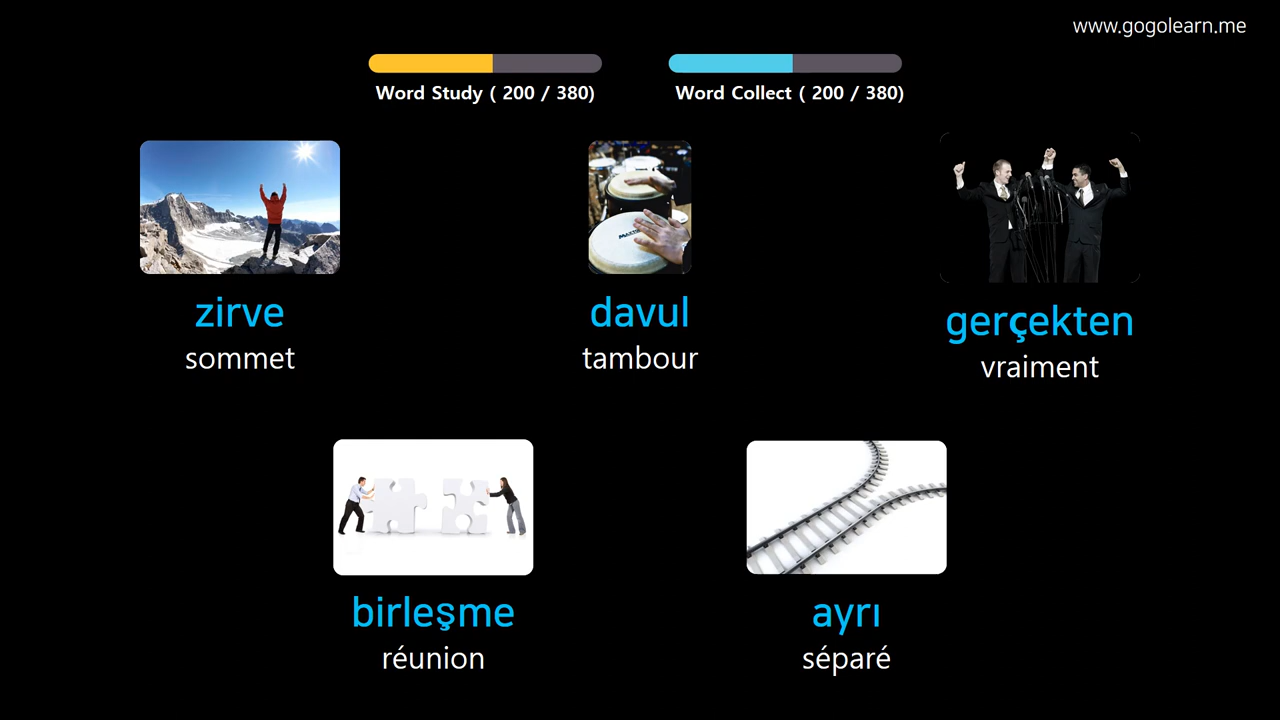 www.gogolearn.me
Word Study ( 200 / 380)
Word Collect ( 200 / 380)
zirve
sommet
davul
tambour
gerçekten
vraiment
birleşme
réunion
ayrı
séparé